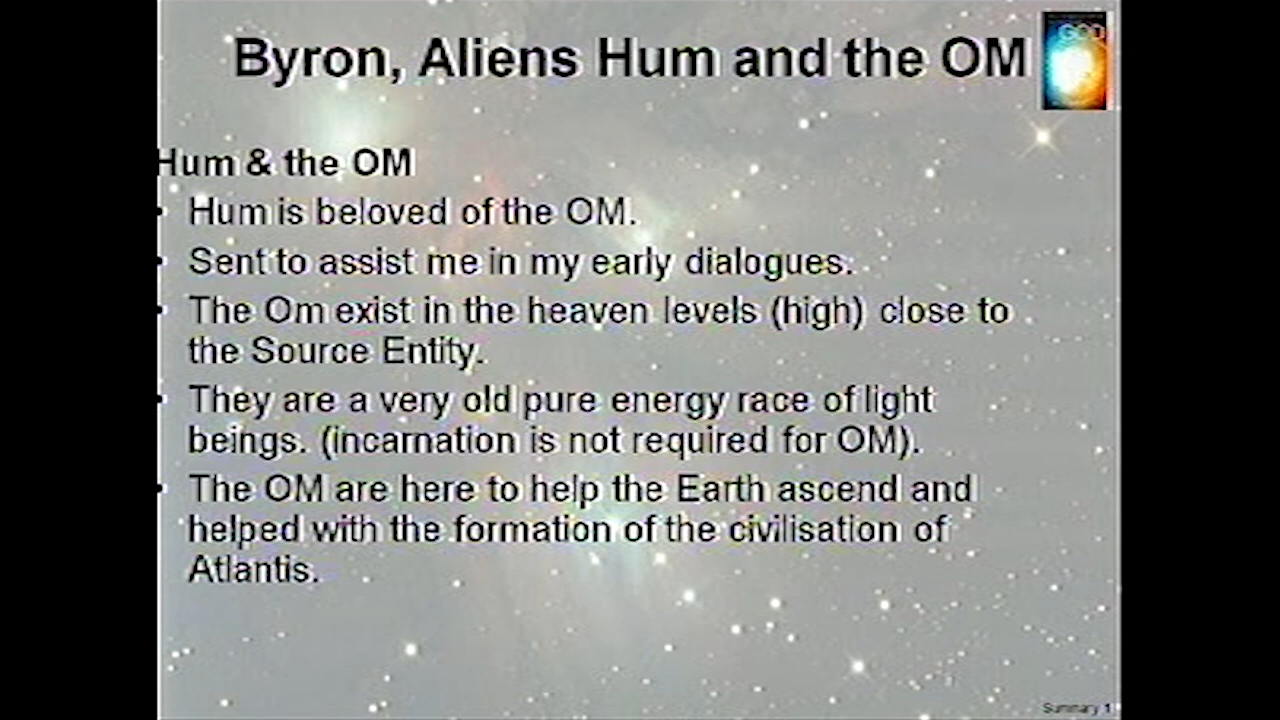 Byron, Aliens Hum and the OM
GOD
Hum & the OM
• Hum is beloved of the OM.
• Sent to assist me in my early dialogues.
• The Om exist in the heaven levels (high) close to
the Source Entity.
• They are a very old pure energy race of light
beings. (incarnation is not required for OM).
• The OM are here to help the Earth ascend and
helped with the formation of the civilisation of
Atlantis.
Summary 1